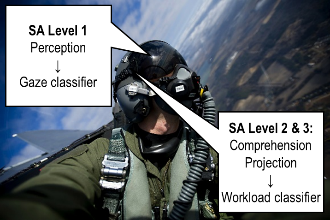 SA Level 1
Perception
↓
Gaze classifier
SA Level 2 & 3:
Comprehension
Projection
↓
Workload classifier